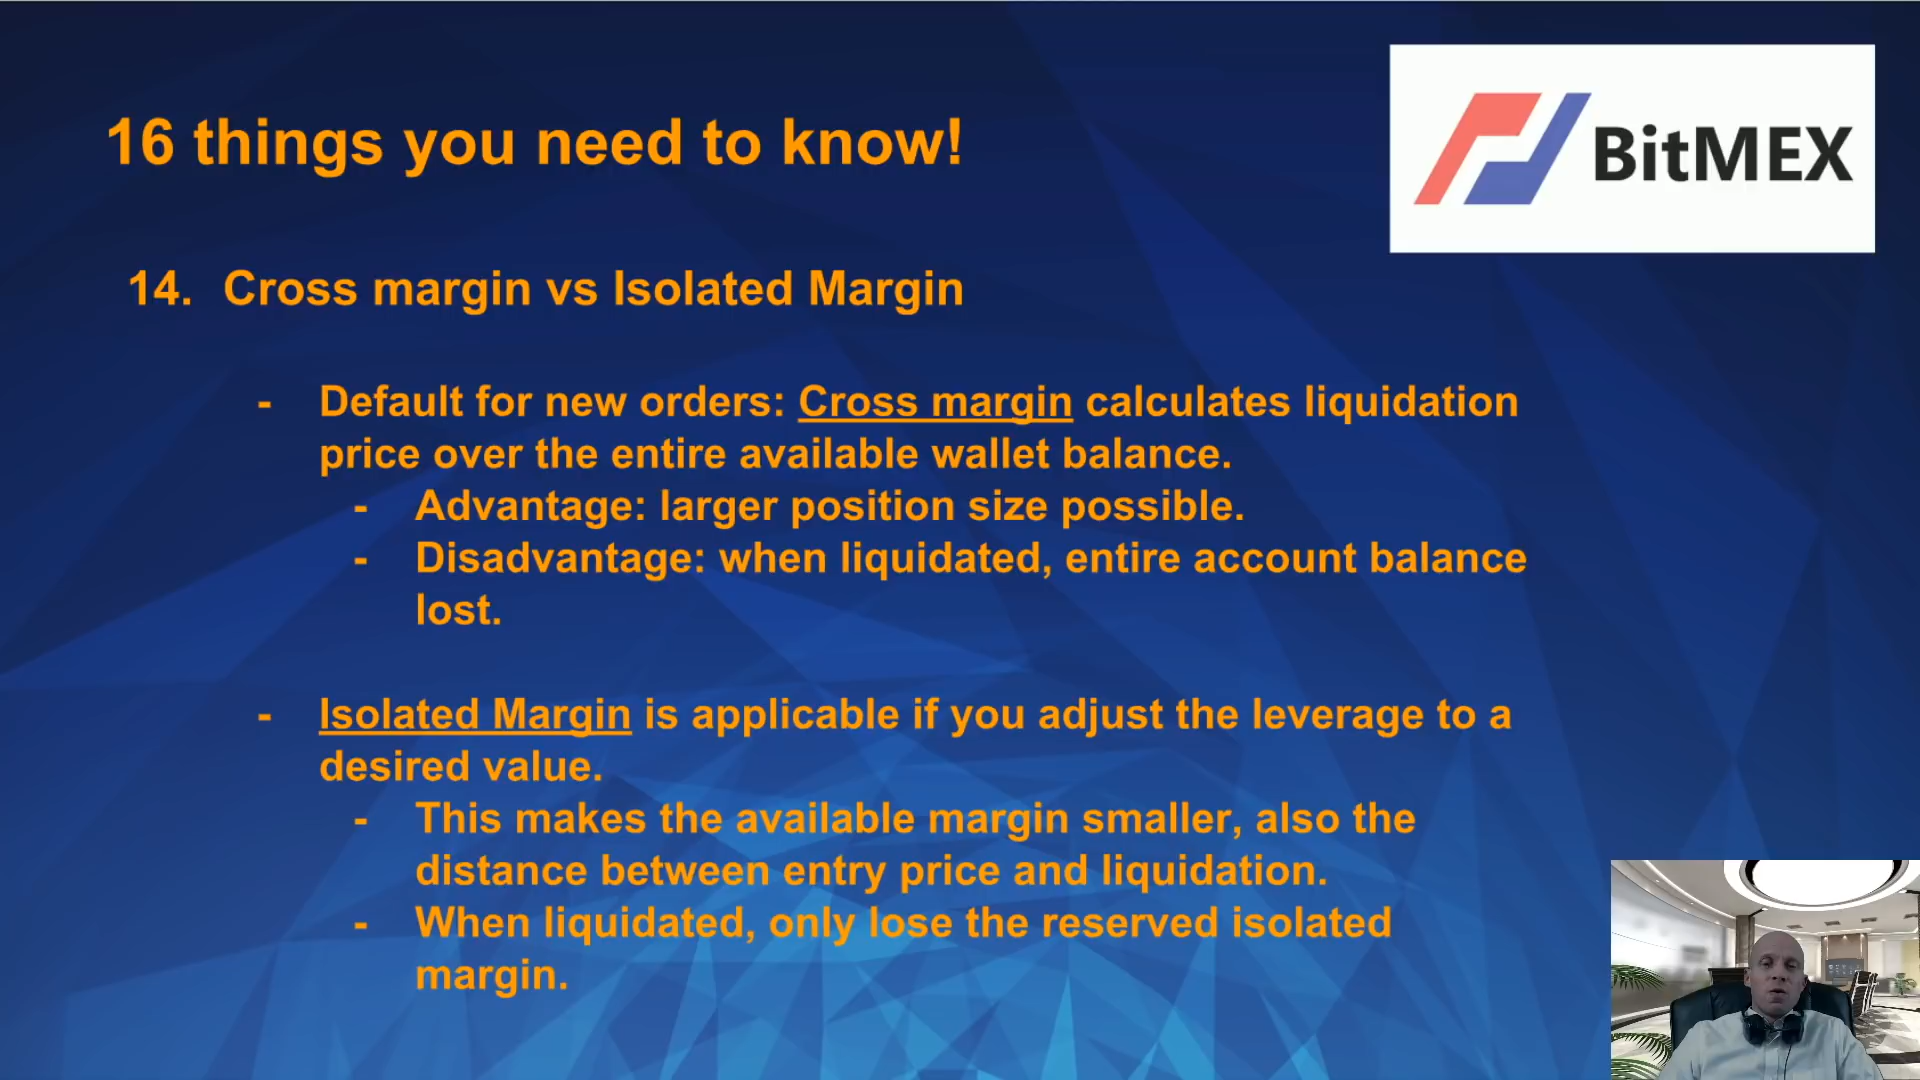 16 things you need to know!
BitMEX
14. Cross margin vs Isolated Margin
- Default for new orders: Cross margin calculates liquidation
price over the entire available wallet balance.
- Advantage: larger position size possible.
- Disadvantage: when liquidated, entire account balance
lost.
- Isolated Margin is applicable if you adjust the leverage to a
desired value.
- This makes the available margin smaller, also the
distance between entry price and liquidation.
- When liquidated, only lose the reserved isolated
margin.